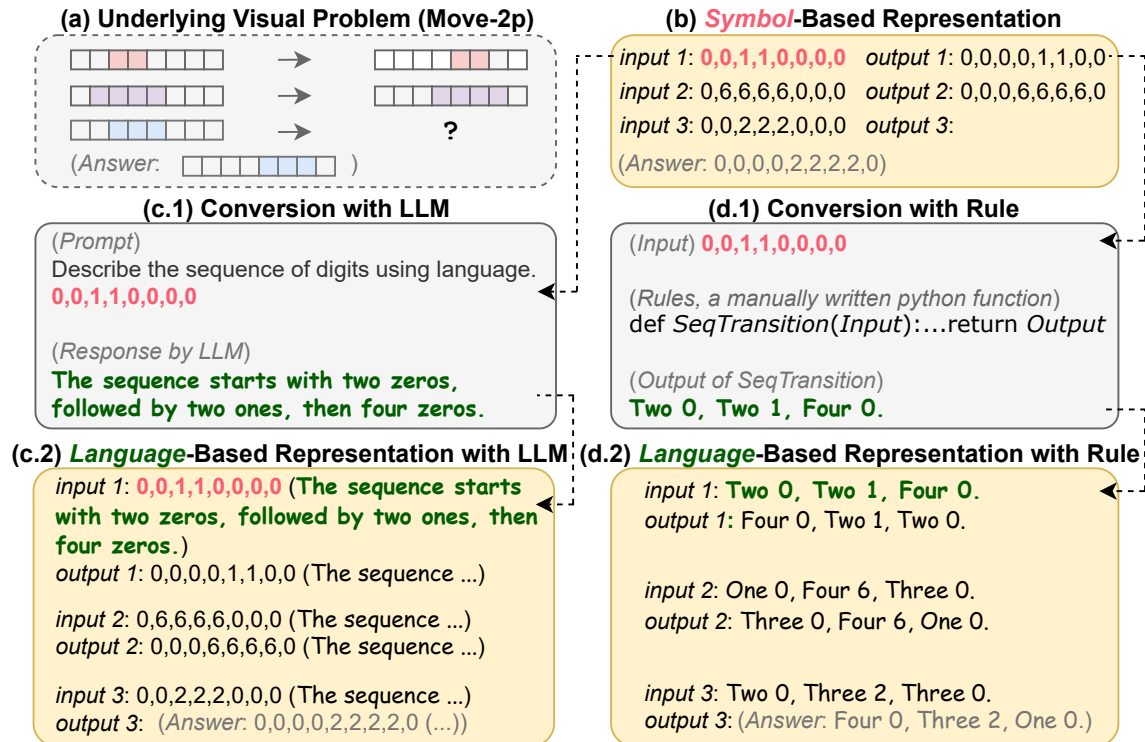 (a) Underlying Visual Problem (Move-2p)
?
(Answer: )
(b) Symbol-Based Representation
input 1: 0,0,1,1,0,0,0,0 output 1: 0,0,0,0,1,1,0,0
input 2: 0,6,6,6,6,0,0,0 output 2: 0,0,0,6,6,6,6,0
input 3: 0,0,2,2,2,0,0,0 output 3:
(Answer: 0,0,0,0,2,2,2,0)
(c.1) Conversion with LLM
(Prompt)
Describe the sequence of digits using language.
0,0,1,1,0,0,0,0
(Response by LLM)
The sequence starts with two zeros,
followed by two ones, then four zeros.
(d.1) Conversion with Rule
(Input) 0,0,1,1,0,0,0,0
(Rules, a manually written python function)
def SeqTransition(Input):...return Output
(Output of SeqTransition)
Two 0, Two 1, Four 0.
(c.2) Language-Based Representation with LLM
input 1: 0,0,1,1,0,0,0,0 (The sequence starts
with two zeros, followed by two ones, then
four zeros.)
output 1: 0,0,0,0,1,1,0,0 (The sequence ...)
input 2: 0,6,6,6,6,0,0,0 (The sequence ...)
output 2: 0,0,0,6,6,6,6,0 (The sequence ...)
input 3: 0,0,2,2,2,0,0,0 (The sequence ...)
output 3: (Answer: 0,0,0,0,2,2,2,0 (...))
(d.2) Language-Based Representation with Rule
input 1: Two 0, Two 1, Four 0.
output 1: Four 0, Two 1, Two 0.
input 2: One 0, Four 6, Three 0.
output 2: Three 0, Four 6, One 0.
input 3: Two 0, Three 2, Three 0.
output 3: (Answer: Four 0, Three 2, One 0.)